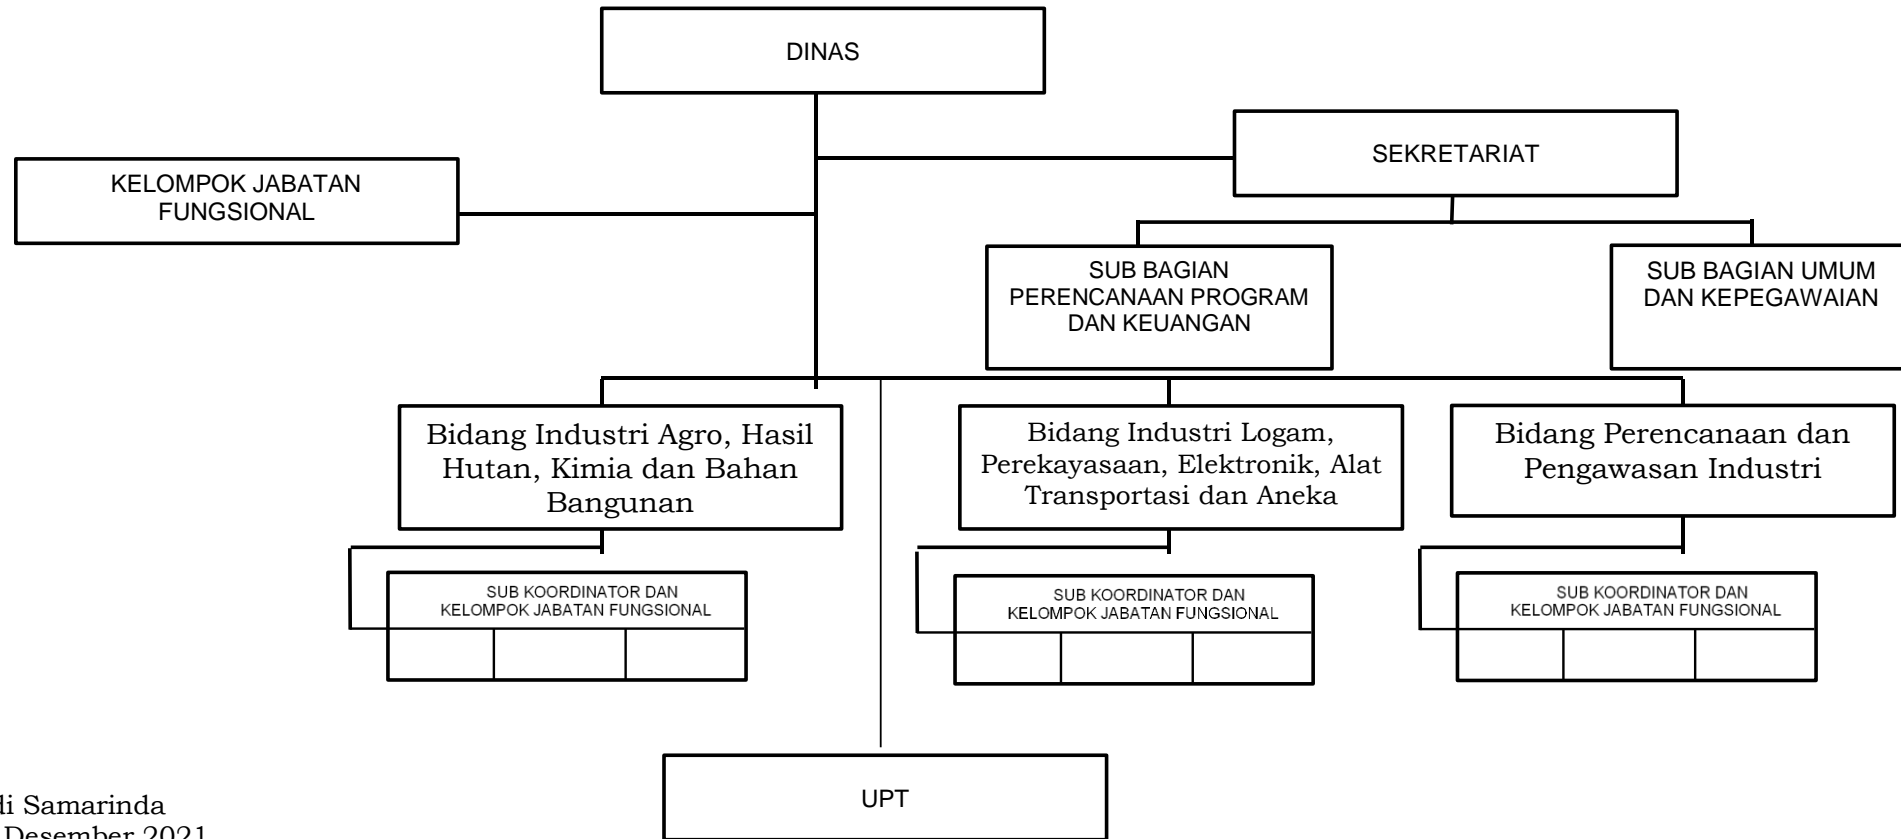 DINAS
SEKRETARIAT
KELOMPOK JABATAN
FUNGSIONAL
SUB BAGIAN
PERENCANAAN PROGRAM
DAN KEUANGAN
SUB BAGIAN UMUM
DAN KEPEGAWAIAN
Bidang Industri Agro, Hasil
Hutan, Kimia dan Bahan
Bangunan
Bidang Industri Logam,
Perekayasaan, Elektronik, Alat
Transportasi dan Aneka
Bidang Perencanaan dan
Pengawasan Industri
SUB KOORDINATOR DAN
KELOMPOK JABATAN FUNGSIONAL
SUB KOORDINATOR DAN
KELOMPOK JABATAN FUNGSIONAL
SUB KOORDINATOR DAN
KELOMPOK JABATAN FUNGSIONAL
UPT
di Samarinda
Desember 2021